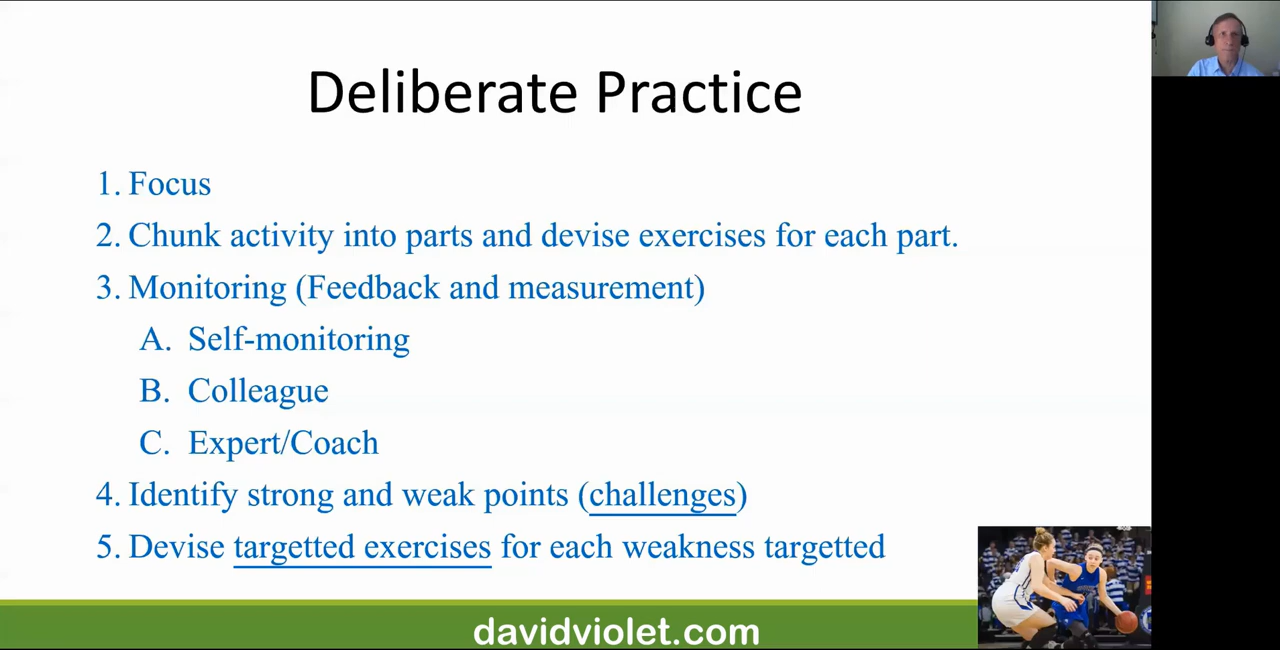 Deliberate Practice
1. Focus
2. Chunk activity into parts and devise exercises for each part.
3. Monitoring (Feedback and measurement)
A. Self-monitoring
B. Colleague
C. Expert/Coach
4. Identify strong and weak points (challenges)
5. Devise targetted exercises for each weakness targetted
davidviolet.com